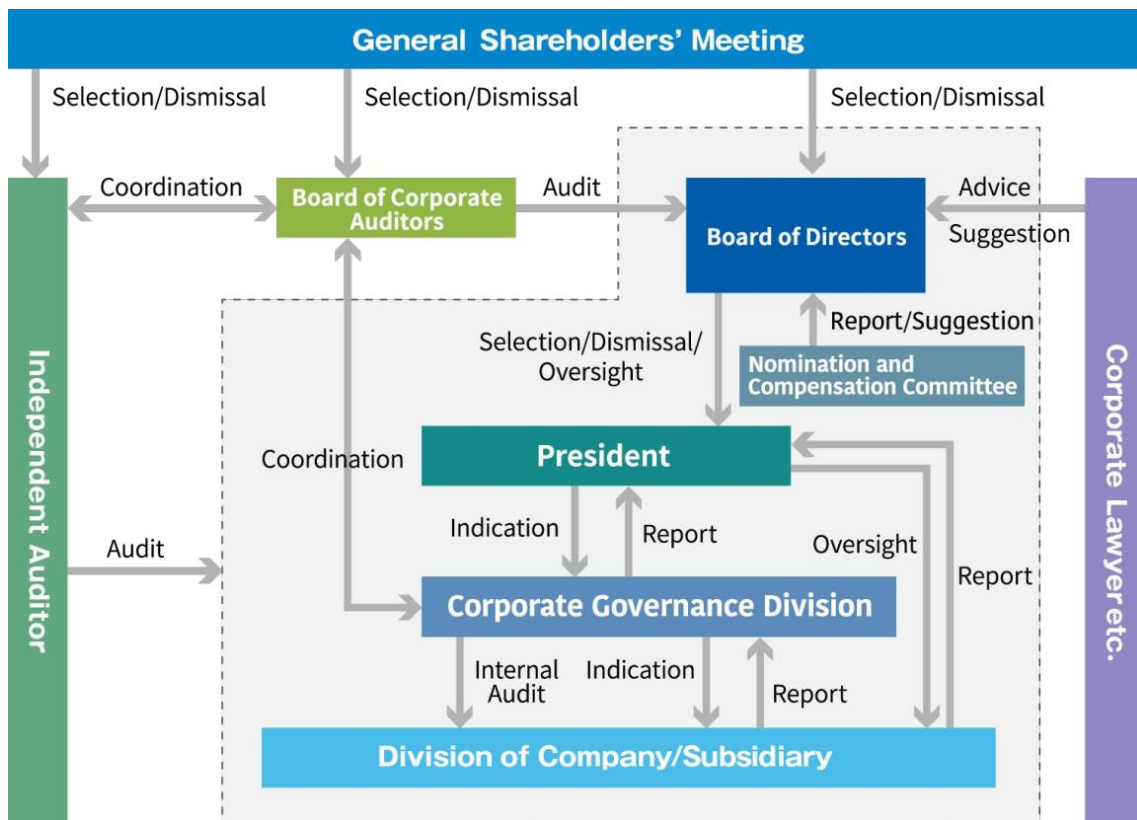 General Shareholders’ Meeting
Selection/Dismissal
Selection/Dismissal
Selection/Dismissal
Coordination
Board of Corporate
Auditors
Audit
Board of Directors
Advice
Suggestion
Report/Suggestion
Selection/Dismissal/
Oversight
Nomination and
Compensation Committee
Independent Auditor
Corporate Lawyer etc.
President
Coordination
Indication
Report
Oversight
Report
Audit
Corporate Governance Division
Internal
Audit
Indication
Report
Division of Company/Subsidiary